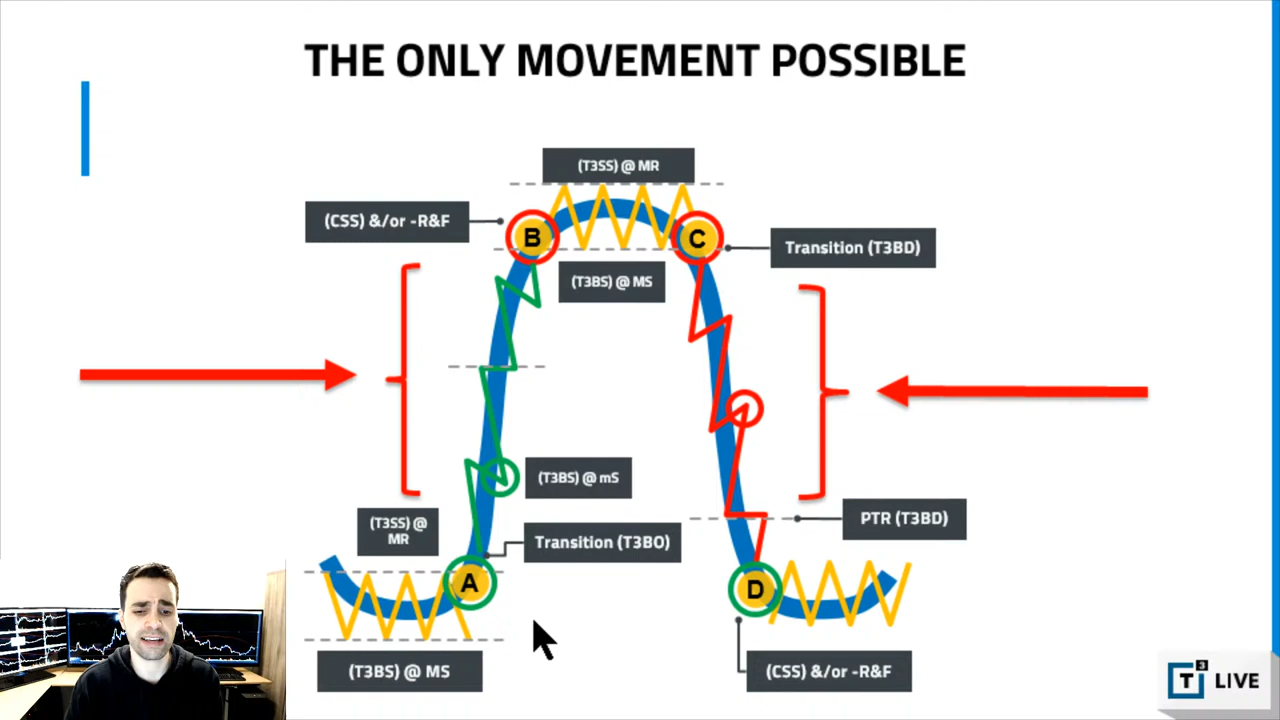 THE ONLY MOVEMENT POSSIBLE
(T3SS) @ MR
(CSS) &/or -R&F
B
C
Transition (T3BD)
(T3BS) @ MS
(T3BS) @ mS
(T3SS) @
MR
PTR (T3BD)
Transition (T3BO)
A
D
(T3BS) @ MS
(CSS) &/or -R&F
T3 LIVE